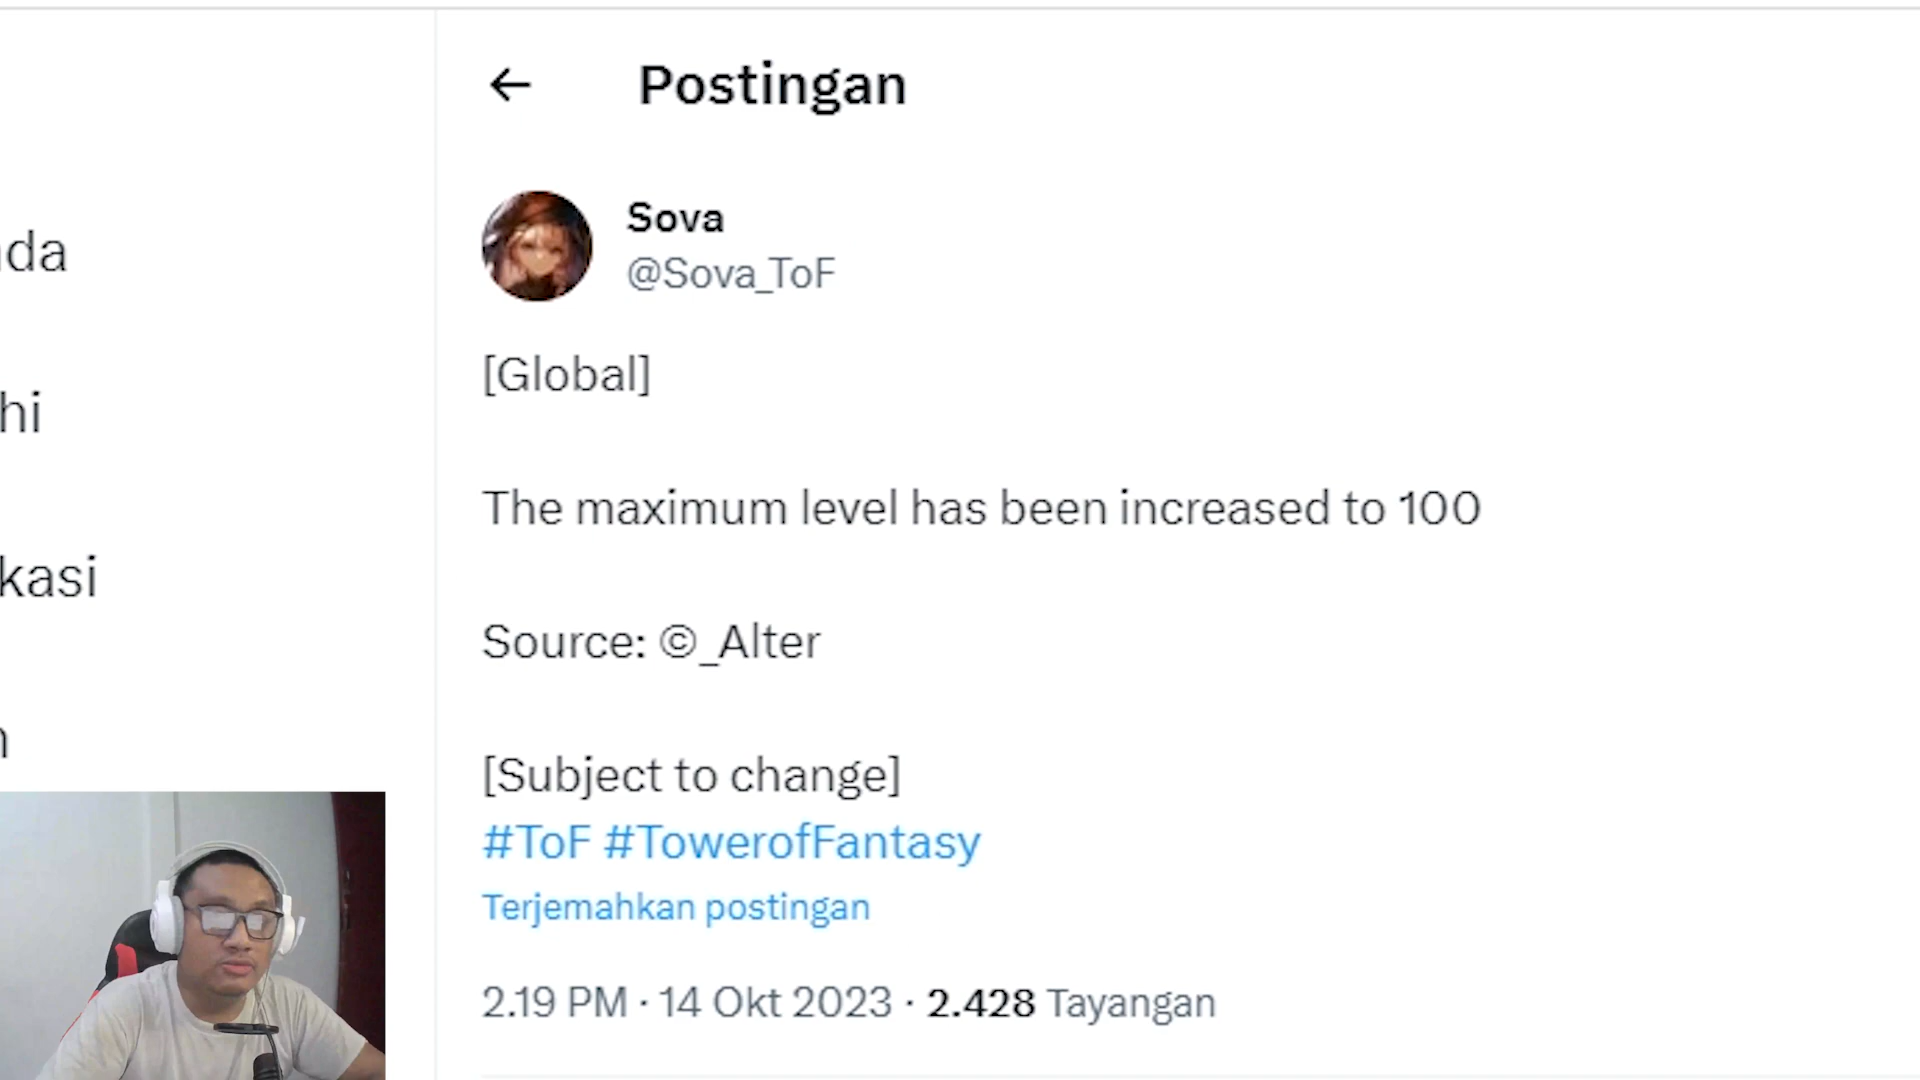 Postingan
Sova
@Sova_ToF
[Global]
The maximum level has been increased to 100
Source: ©_Alter
[Subject to change]
#ToF #TowerofFantasy
Terjemahkan postingan
2.19 PM · 14 Okt 2023 · 2.428 Tayangan
da
hi
kasi